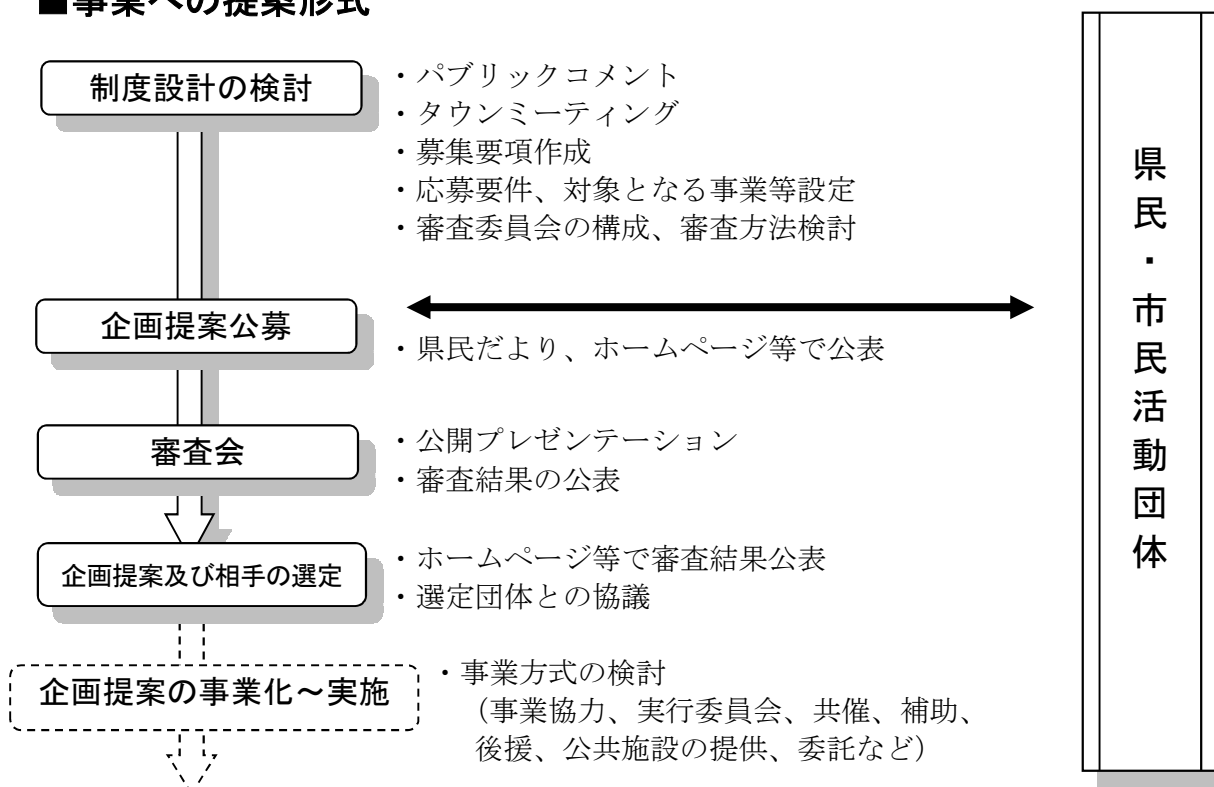 ■事業への提案形式
制度設計の検討
・パブリックコメント
・タウンミーティング
・募集要項作成
・応募要件、対象となる事業等設定
・審査委員会の構成、審査方法検討
企画提案公募
・県民だより、ホームページ等で公表
審査会
・公開プレゼンテーション
・審査結果の公表
企画提案及び相手の選定
・ホームページ等で審査結果公表
・選定団体との協議
企画提案の事業化～実施
・事業方式の検討
（事業協力、実行委員会、共催、補助、
後援、公共施設の提供、委託など）
県民・市民活動団体